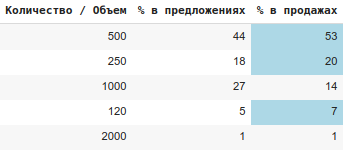 Количество / Объем % в предложениях % в продажах
500 44 53
250 18 20
1000 27 14
120 5 7
2000 1 1